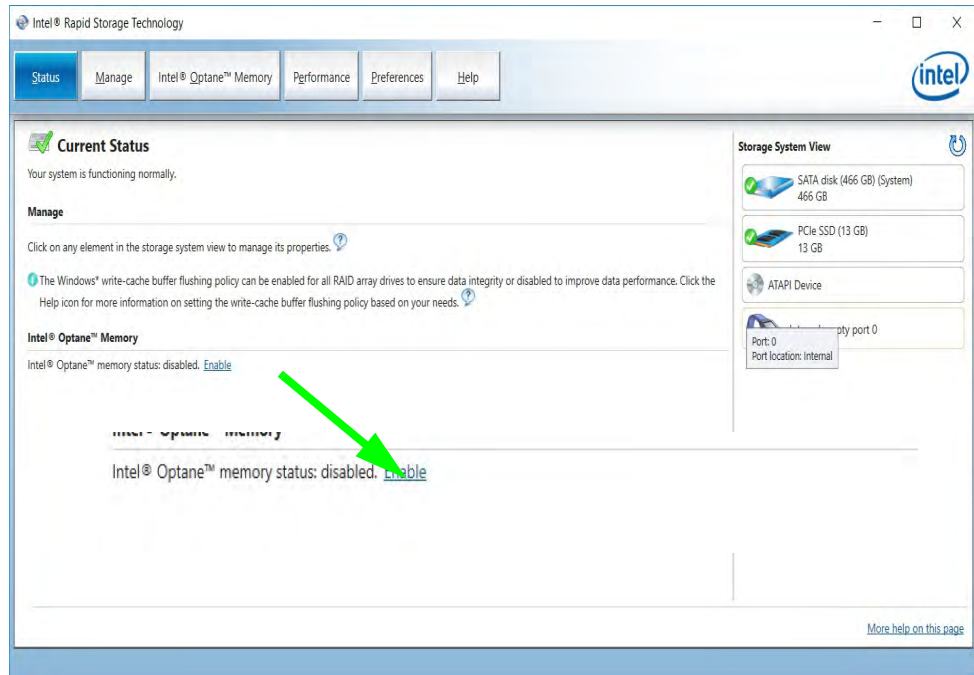 Intel® Rapid Storage Technology
Status
Manage
Intel® Optane™ Memory
Performance
Preferences
Help
intel
Current Status
Your system is functioning normally.
Manage
Click on any element in the storage system view to manage its properties.
The Windows* write-cache buffer flushing policy can be enabled for all RAID array drives to ensure data integrity or disabled to improve data performance. Click the
Help icon for more information on setting the write-cache buffer flushing policy based on your needs.
Intel® Optane™ Memory
Intel® Optane™ memory status: disabled. Enable
Intel® Optane™ Memory
Intel® Optane™ memory status: disabled. Enable
Storage System View
SATA disk (466 GB) (System)
466 GB
PCIe SSD (13 GB)
13 GB
ATAPI Device
pty port 0
Port: 0
Port location: Internal
More help on this page